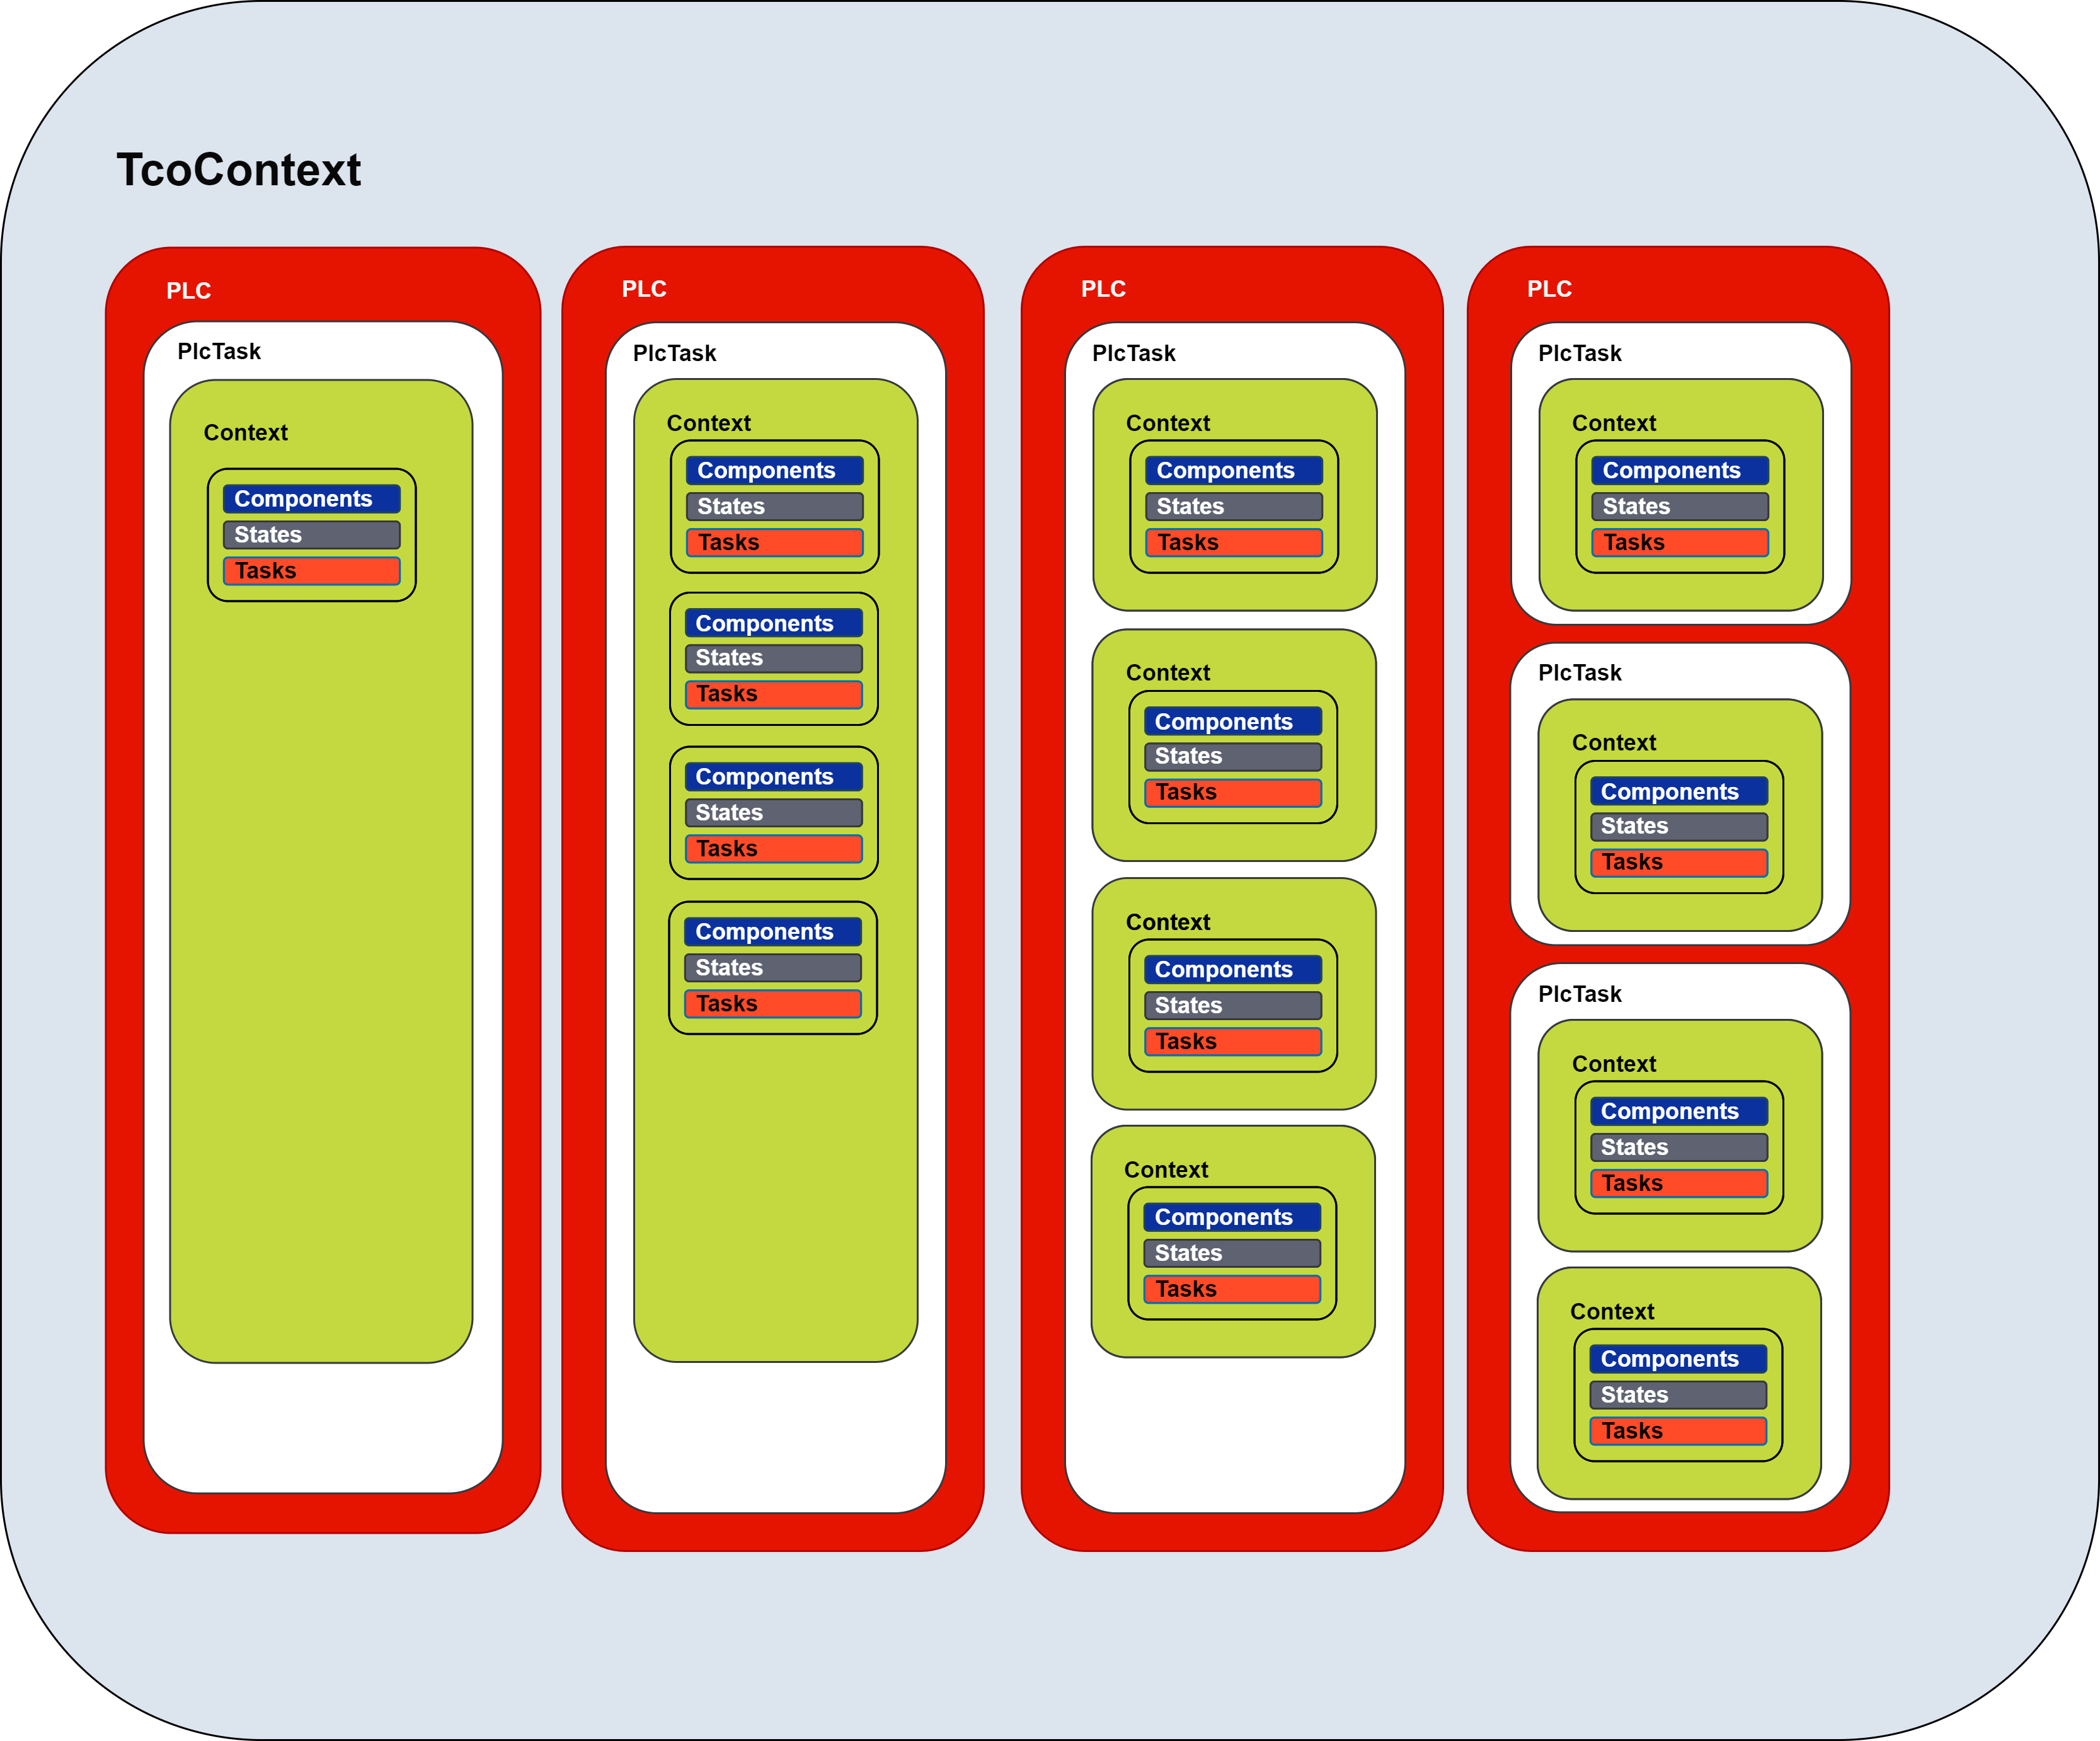 TcoContext
PLC
PlcTask
Context
Components
States
Tasks
PLC
PlcTask
Context
Components
States
Tasks
Components
States
Tasks
Components
States
Tasks
Components
States
Tasks
PLC
PlcTask
Context
Components
States
Tasks
Context
Components
States
Tasks
Context
Components
States
Tasks
Context
Components
States
Tasks
PLC
PlcTask
Context
Components
States
Tasks
PlcTask
Context
Components
States
Tasks
PlcTask
Context
Components
States
Tasks
Context
Components
States
Tasks